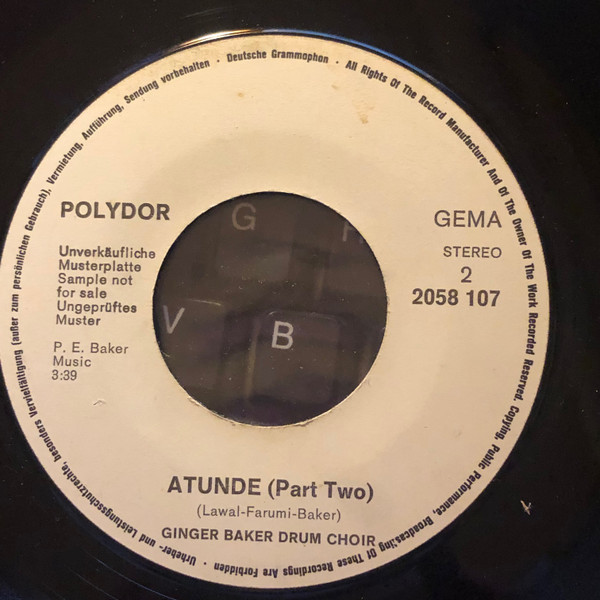 Urheber- und Leistungsschutzrechte, besonders Vervielfältigung (außer zum persönlichen Gebrauch), Vermietung, Aufführung, Sendung vorbehalten · Deutsche Grammophon · All Rights Of The Record Manufacturer And Of The Owner Of The Work Recorded Reserved. Copying, Public Performance, Broadcasting Of These Recordings Are Forbidden ·
POLYDOR
GEMA
Unverkäufliche
Musterplatte
Sample not
for sale
Ungeprüftes
Muster
P. E. Baker
Music
3:39
STEREO
2
2058 107
G H
V B
ATUNDE (Part Two)
(Lawal-Farumi-Baker)
GINGER BAKER DRUM CHOIR